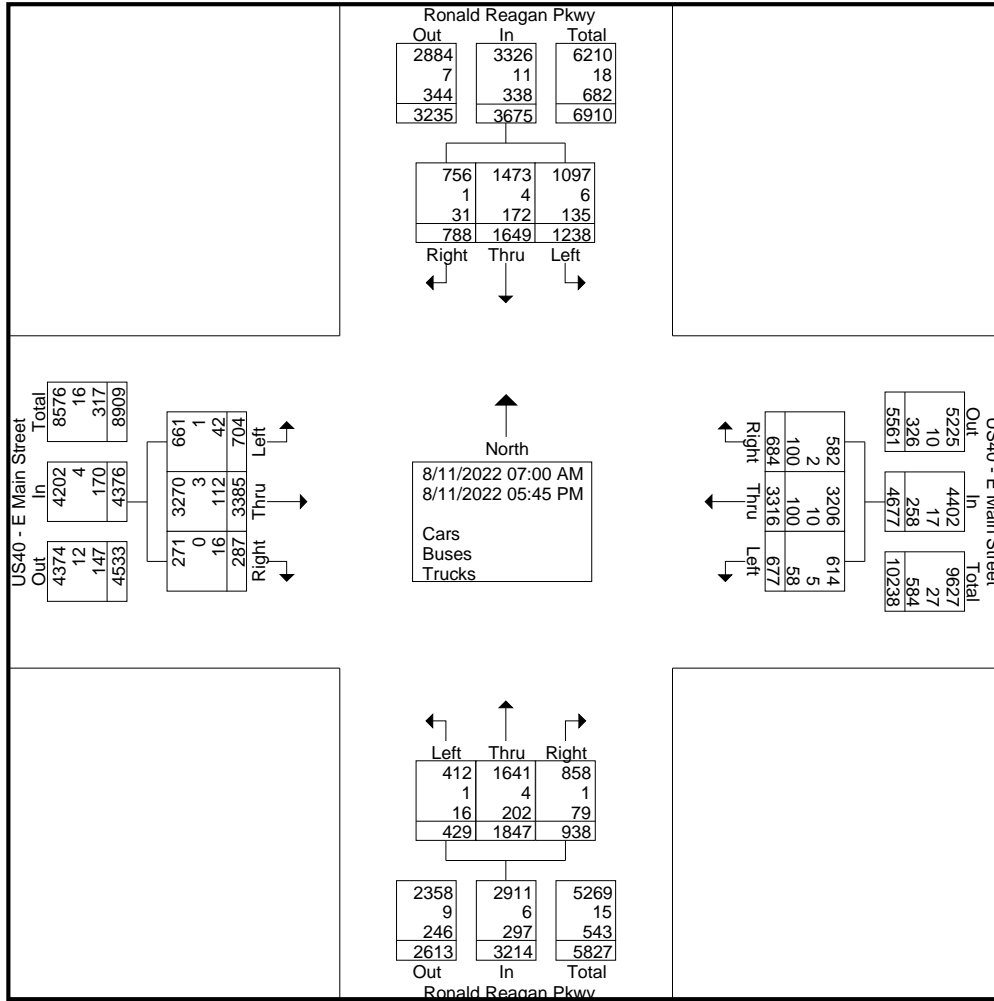 Ronald Reagan Pkwy
Out In Total
2884 3326 6210
7 11 18
344 338 682
3235 3675 6910
756 1473 1097
1 4 6
31 172 135
788 1649 1238
Right Thru Left
US40 - E Main Street
Total
8576
16
317
8909
In
4202
4
170
4376
Out
4374
12
147
4533
661 1 42 704 Left
3270 3 112 3385 Thru
271 0 16 287 Right
North
8/11/2022 07:00 AM
8/11/2022 05:45 PM
Cars
Buses
Trucks
Right 582 2 100 684
Thru 3206 10 100 3316
Left 614 5 58 677
US40 - E Main Street
Out
5225
10
326
5561
In
4402
17
258
4677
Total
9627
27
584
10238
Left Thru Right
412 1641 858
1 4 1
16 202 79
429 1847 938
2358 2911 5269
9 6 15
246 297 543
2613 3214 5827
Out In Total
Ronald Reagan Pkwy